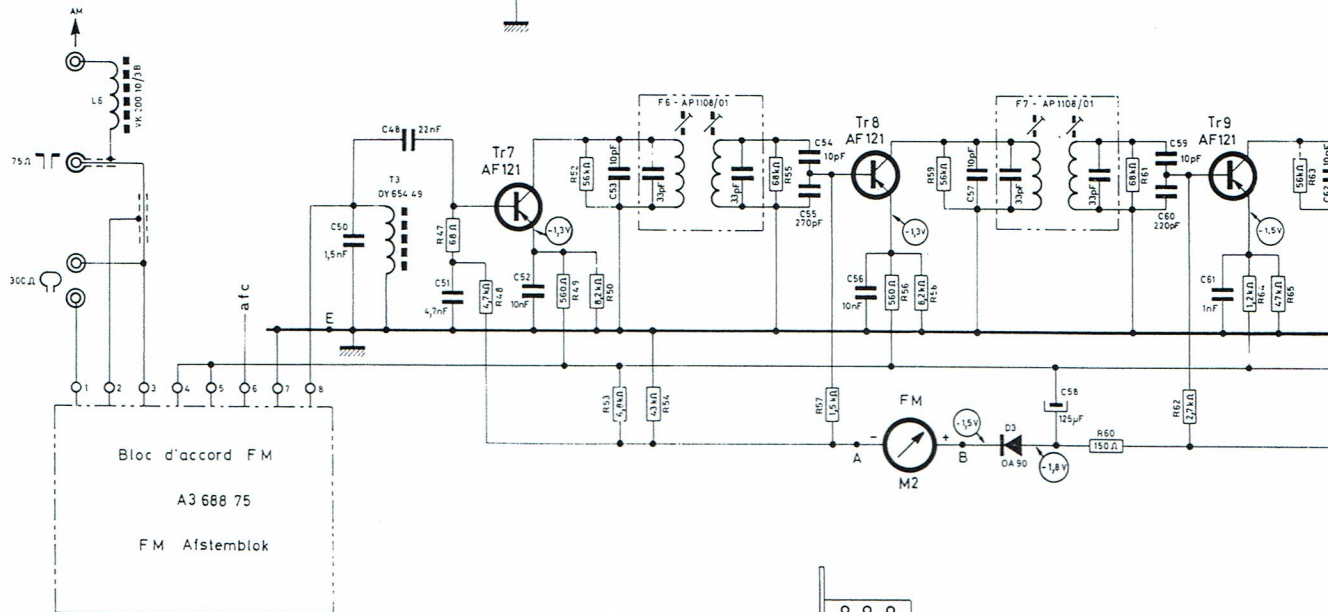 AM
L6
VK 200 10/3B
75Ω
300Ω
C48 22nF
T3
DY 654 49
C50
1,5nF
R47
68Ω
C51
4,7nF
4,7kΩ
R48
Tr7
AF121
-1,3V
C52
10nF
560Ω
R49
8,2kΩ
R50
R52
56kΩ
C53
10pF
F6 - AP1108/01
33pF
33pF
68kΩ
R55
C54
10pF
C55
270pF
Tr8
AF121
-1,3V
C56
10nF
560Ω
R56
8,2kΩ
R59
56kΩ
C57
10pF
F7 - AP1108/01
33pF
33pF
68kΩ
R61
C59
10pF
C60
220pF
Tr9
AF121
-1,5V
C61
1nF
1,2kΩ
R64
47kΩ
R65
56kΩ
R63
10pF
C62
afc
E
1
2
3
4
5
6
7
8
R53
6,8kΩ
43kΩ
R54
R57
1,5kΩ
FM
A
-
+
B
M2
-1,5V
D3
OA 90
-1,8V
C58
125µF
R60
150Ω
R62
2,7kΩ
Bloc d'accord FM
A3 688 75
FM Afstemblok